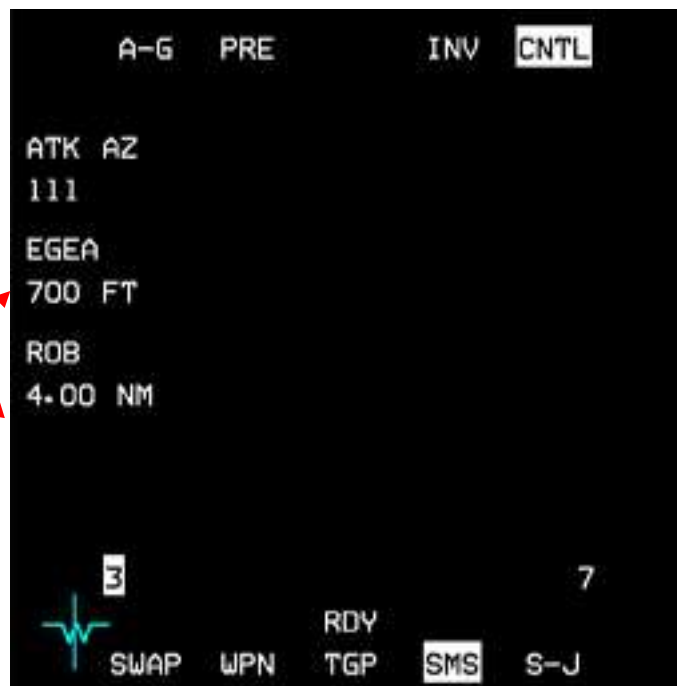 A-G PRE INV CNTL
ATK AZ
111
EGEA
700 FT
ROB
4.00 NM
3 7
RDY
SWAP WPN TGP SMS S-J